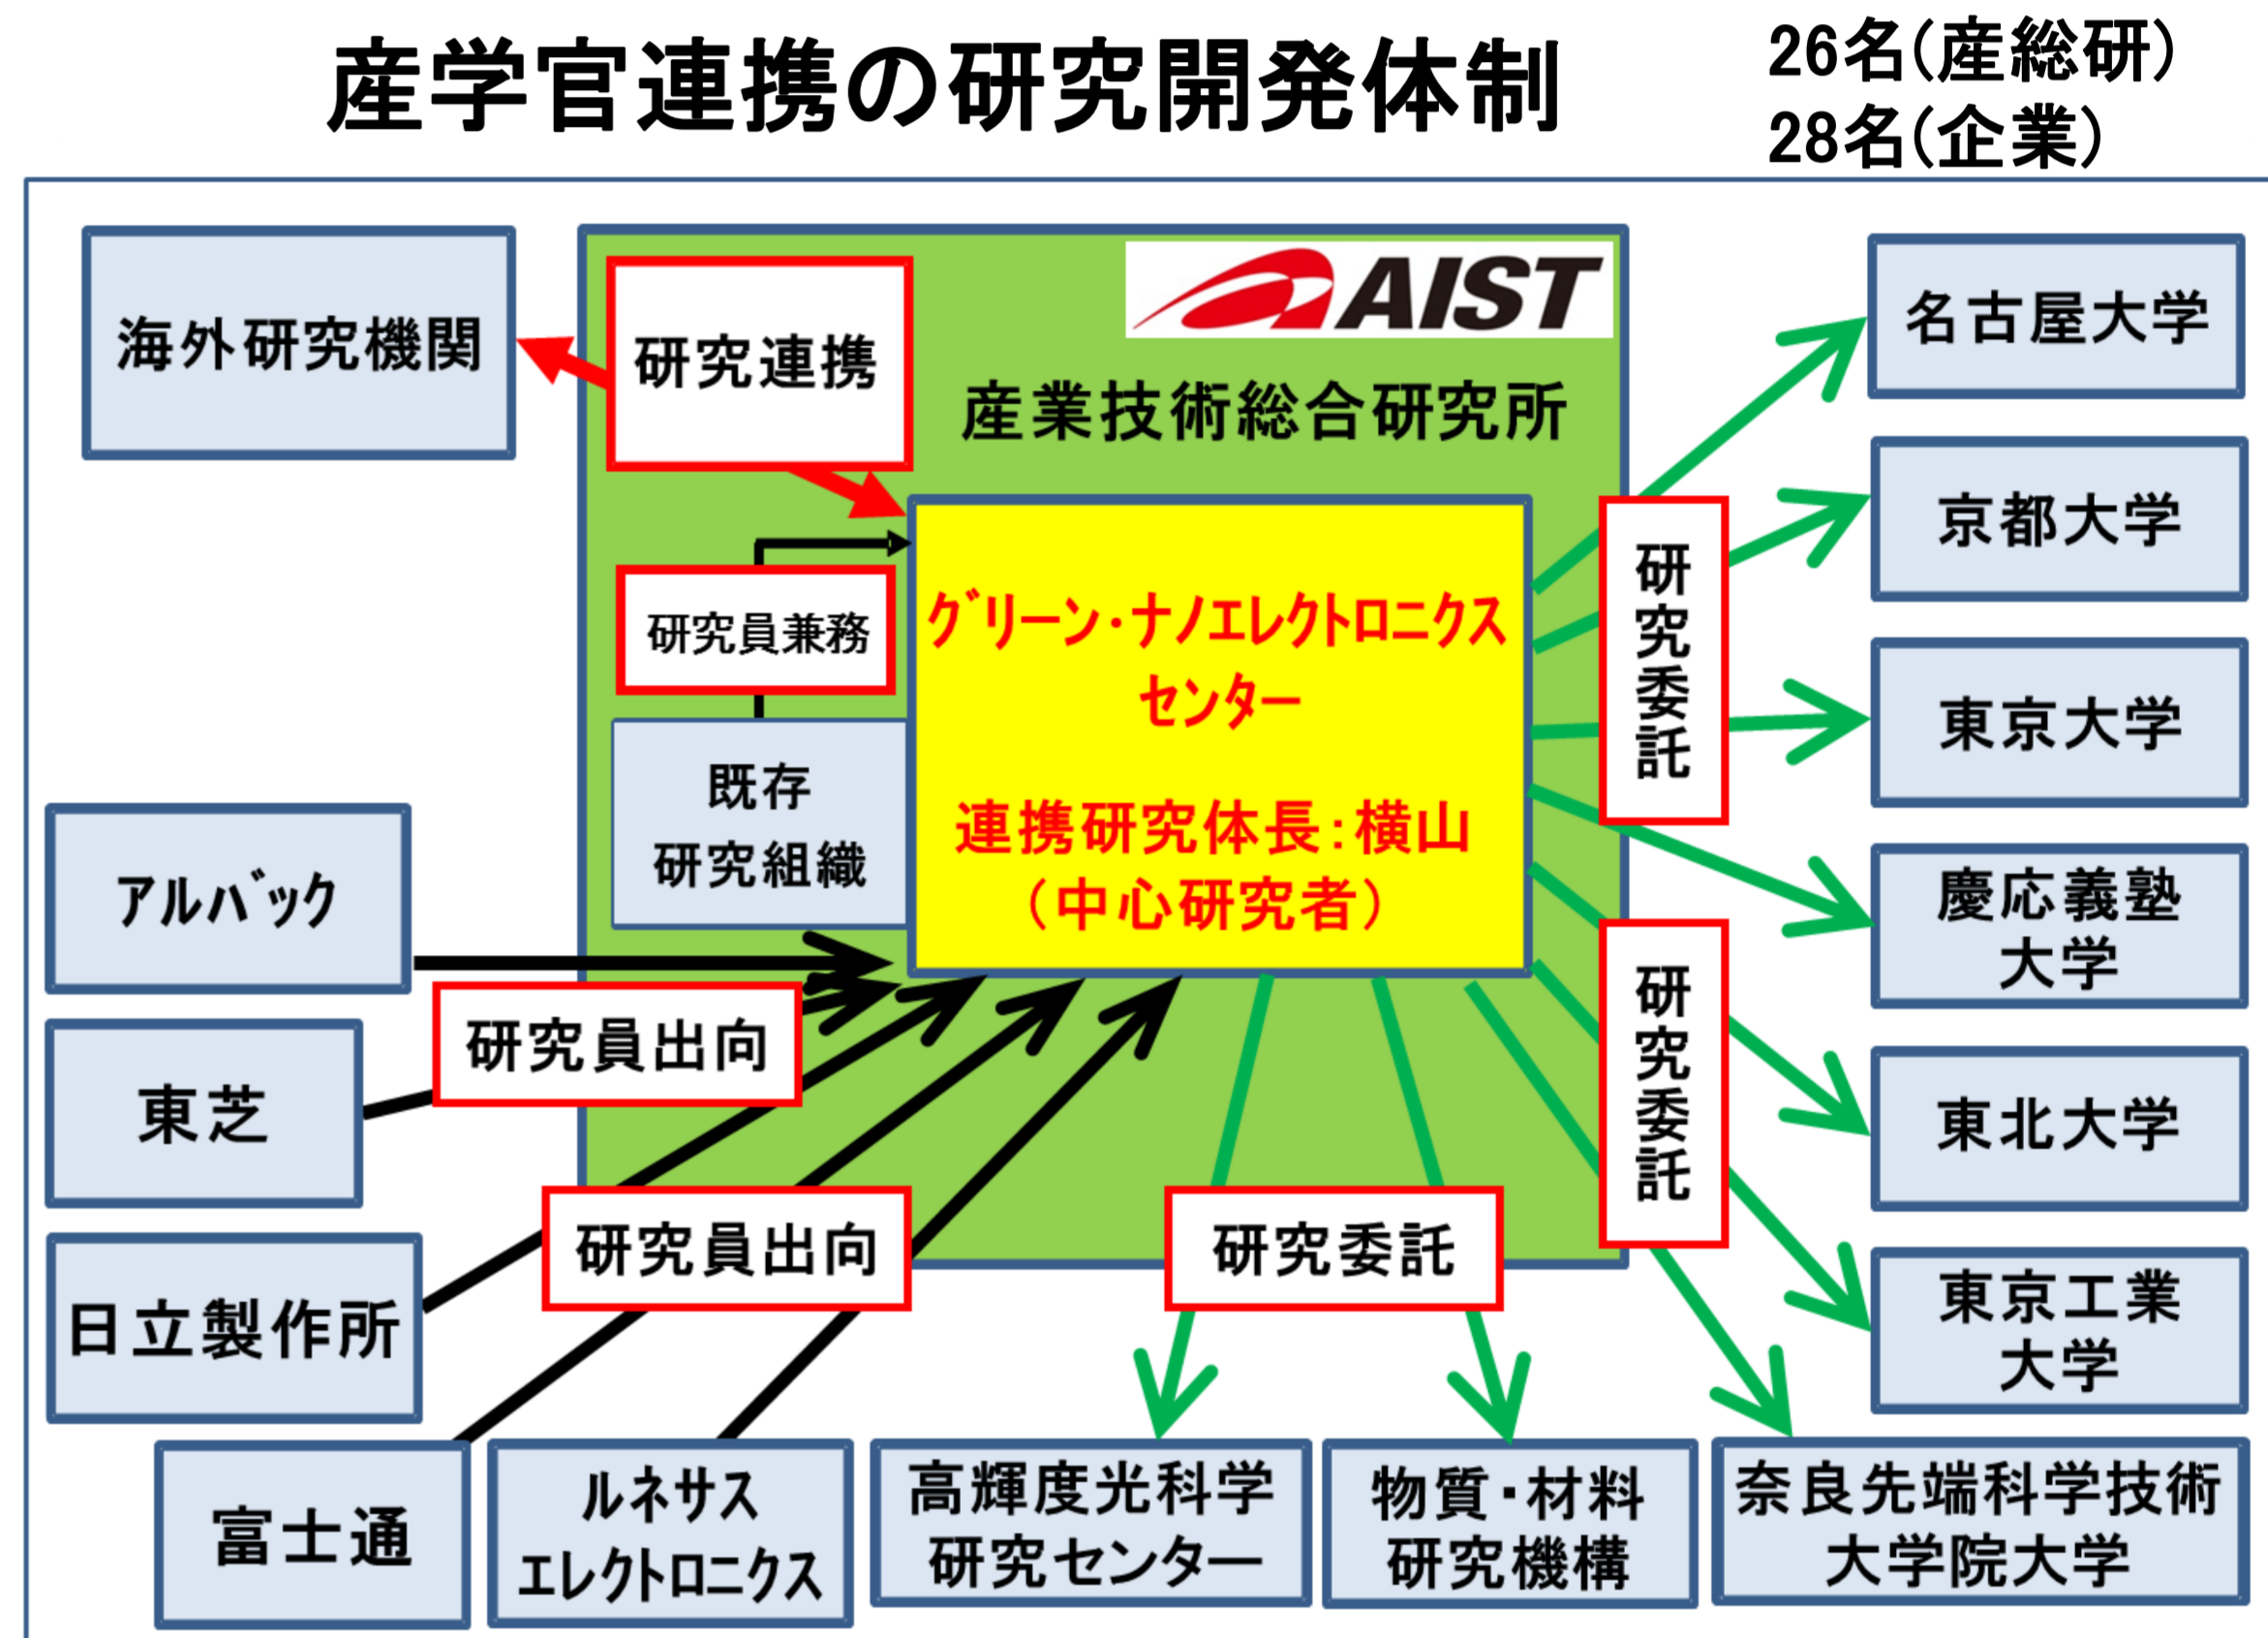 産学官連携の研究開発体制
26名(産総研)
28名(企業)
海外研究機関
研究連携
AIST
産業技術総合研究所
名古屋大学
京都大学
東京大学
慶応義塾
大学
東北大学
東京工業
大学
研究委託
研究委託
研究員兼務
グリーン・ナノエレクトロニクス
センター
連携研究体長:横山
(中心研究者)
既存
研究組織
アルバック
東芝
日立製作所
研究員出向
研究員出向
研究委託
富士通
ルネサス
エレクトロニクス
高輝度光科学
研究センター
物質・材料
研究機構
奈良先端科学技術
大学院大学